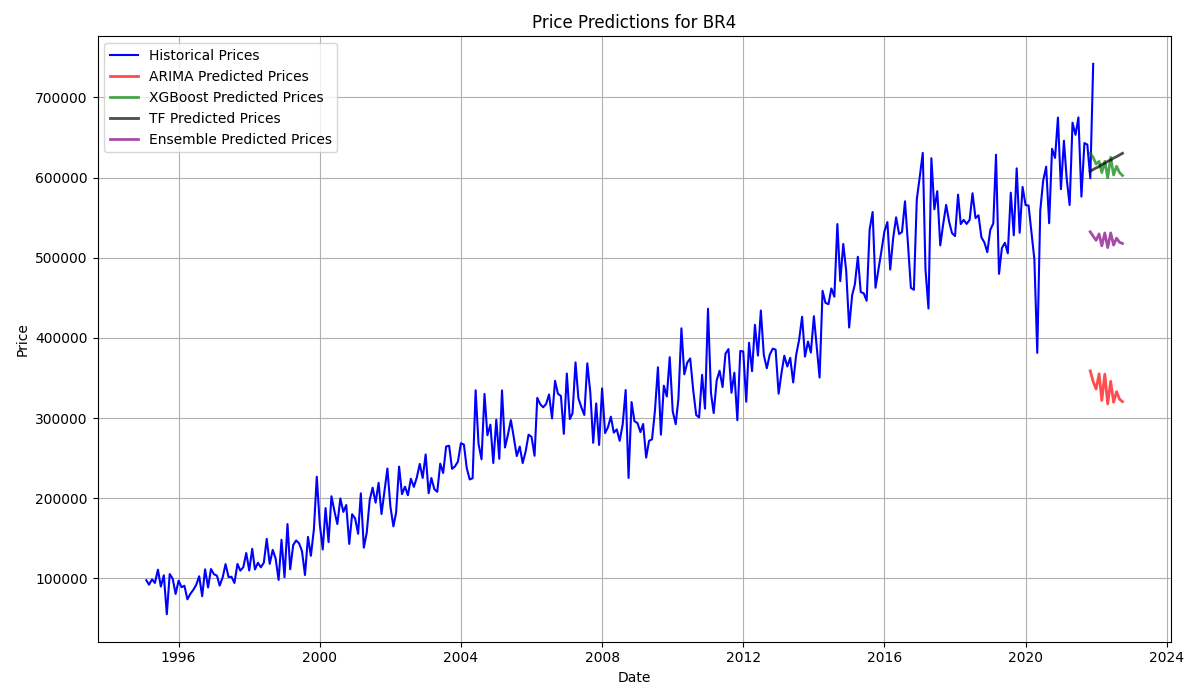 Price Predictions for BR4
Historical Prices
ARIMA Predicted Prices
XGBoost Predicted Prices
TF Predicted Prices
Ensemble Predicted Prices
Price
700000
600000
500000
400000
300000
200000
100000
1996 2000 2004 2008 2012 2016 2020 2024
Date